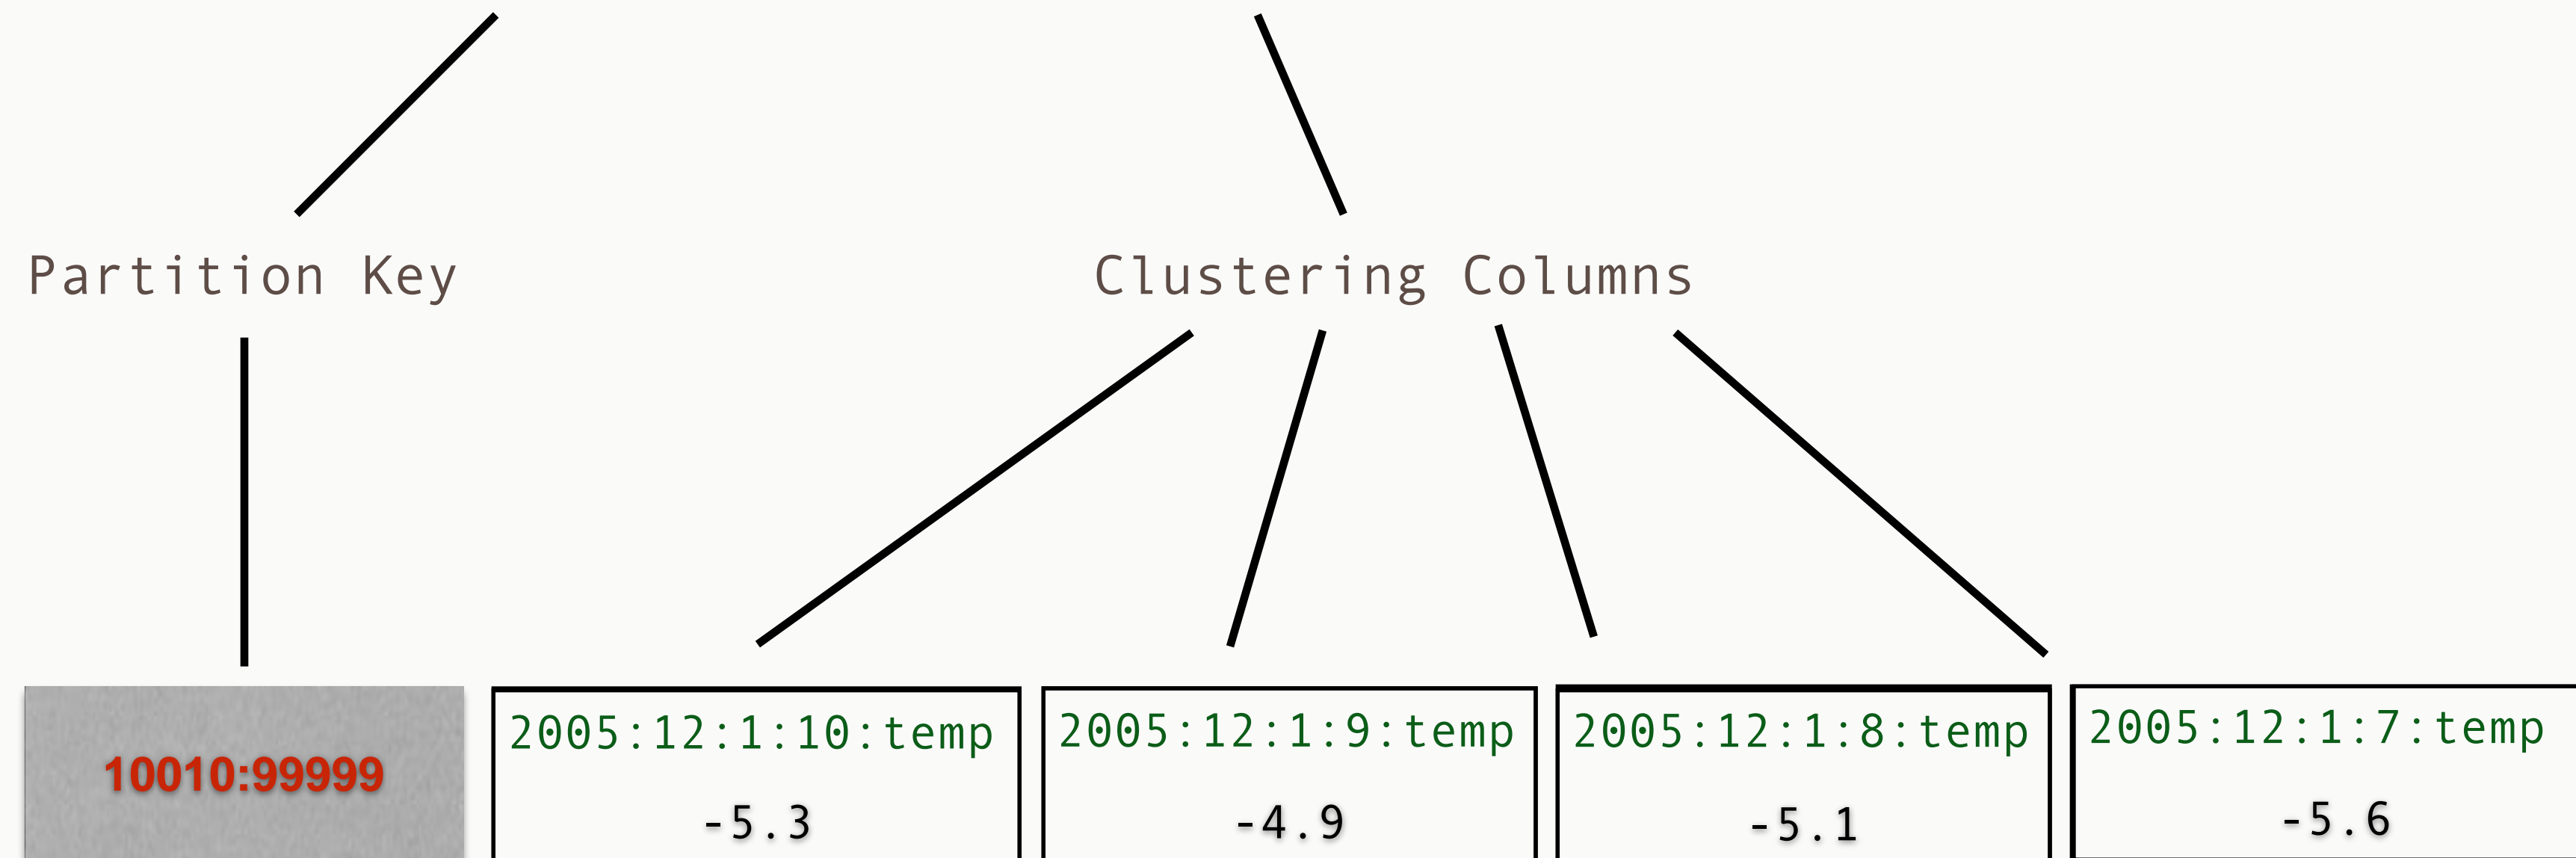 Partition Key
Clustering Columns
10010:99999
2005:12:1:10:temp
-5.3
2005:12:1:9:temp
-4.9
2005:12:1:8:temp
-5.1
2005:12:1:7:temp
-5.6